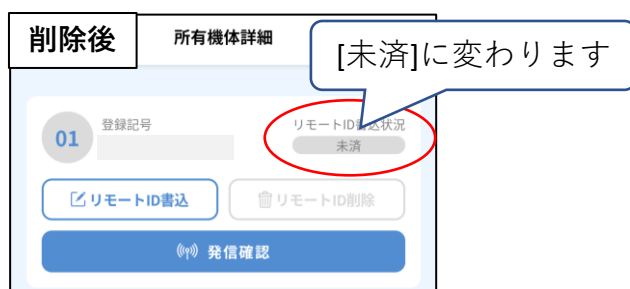 削除後
所有機体詳細
[未済]に変わります
01
登録記号
リモートID書込状況
未済
リモートID書込
リモートID削除
発信確認